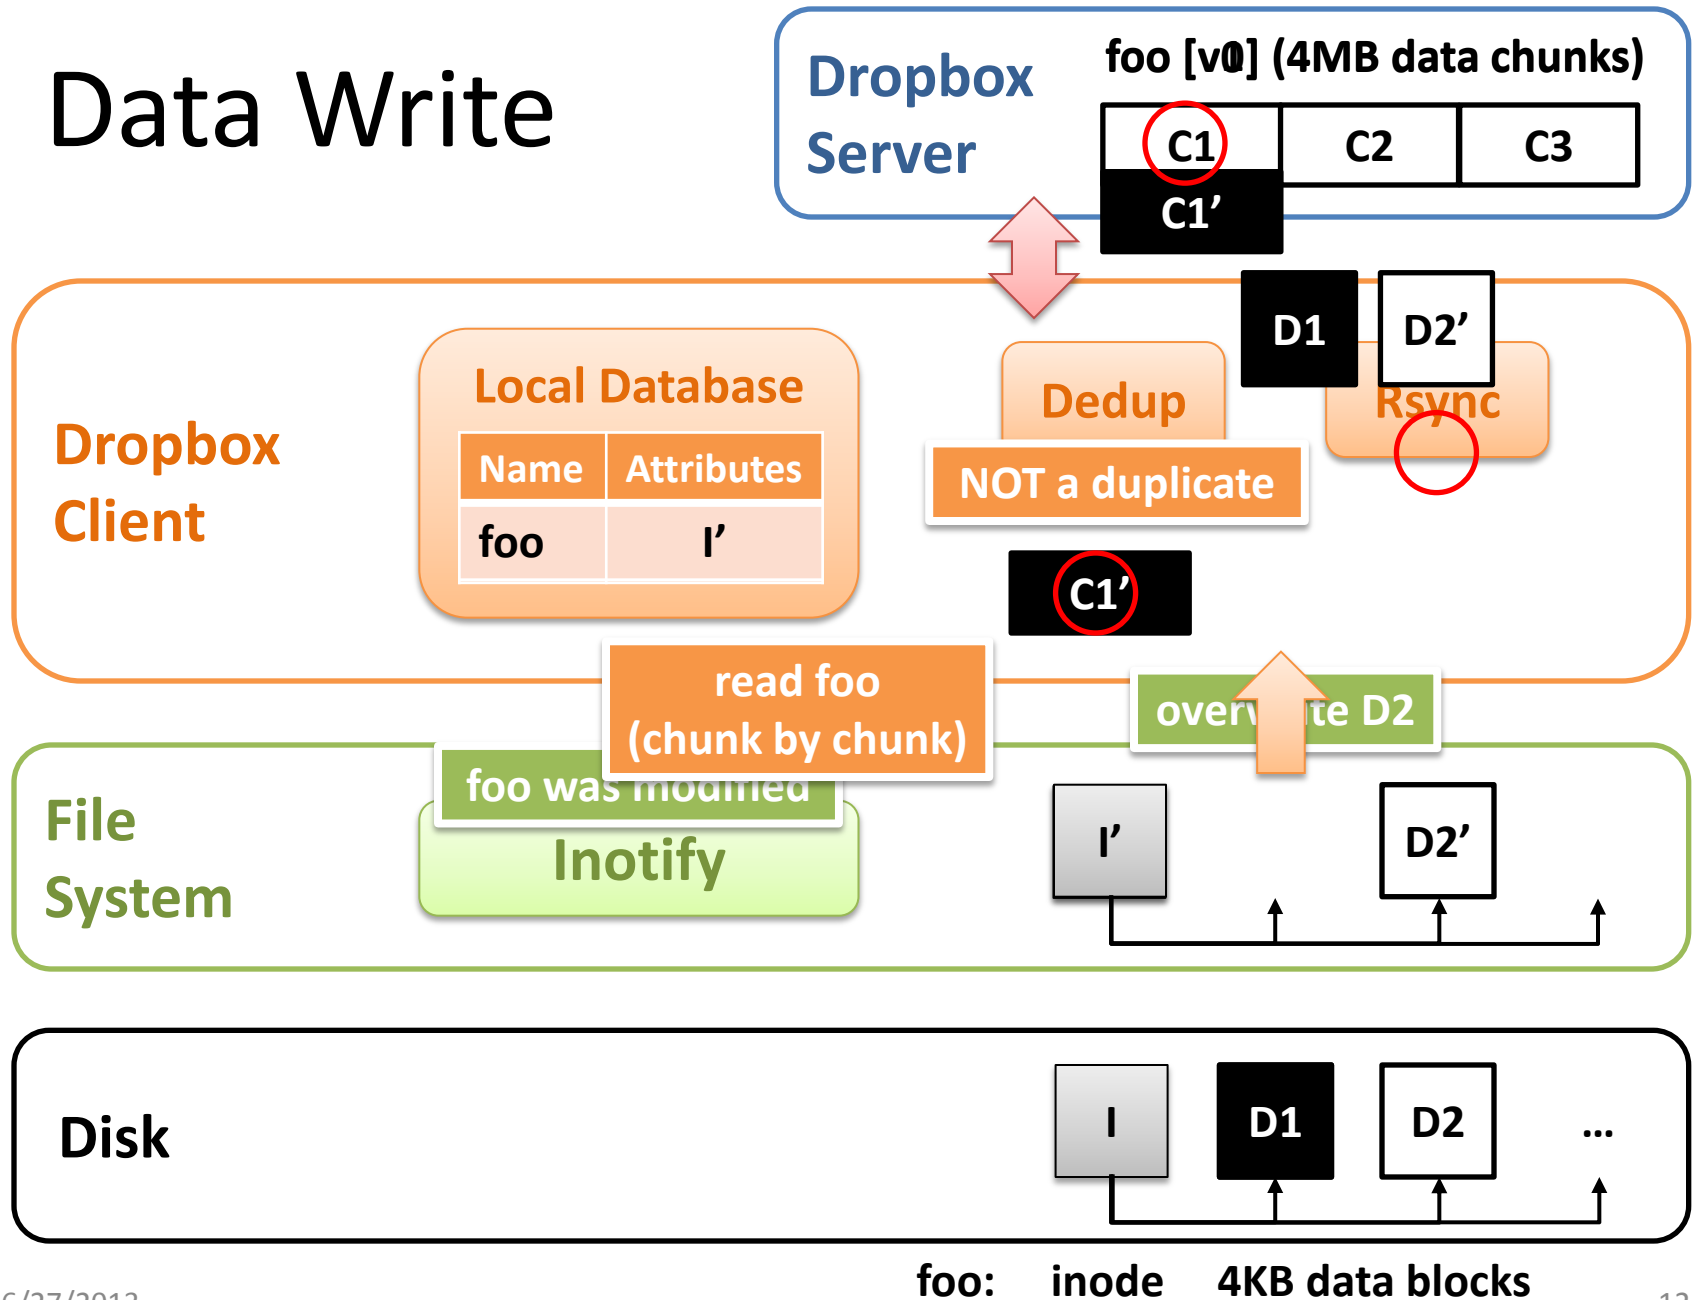 Data Write
Dropbox
Server
foo [v] (4MB data chunks)
C1 C2 C3
C1’
D1 D2’
Local Database
Name Attributes
foo I’
Dedup
Rsync
Dropbox
Client
NOT a duplicate
C1’
read foo
(chunk by chunk)
overwrite D2
foo was modified
Inotify
File
System
I’ D2’
Disk
I D1 D2 ...
foo: inode 4KB data blocks